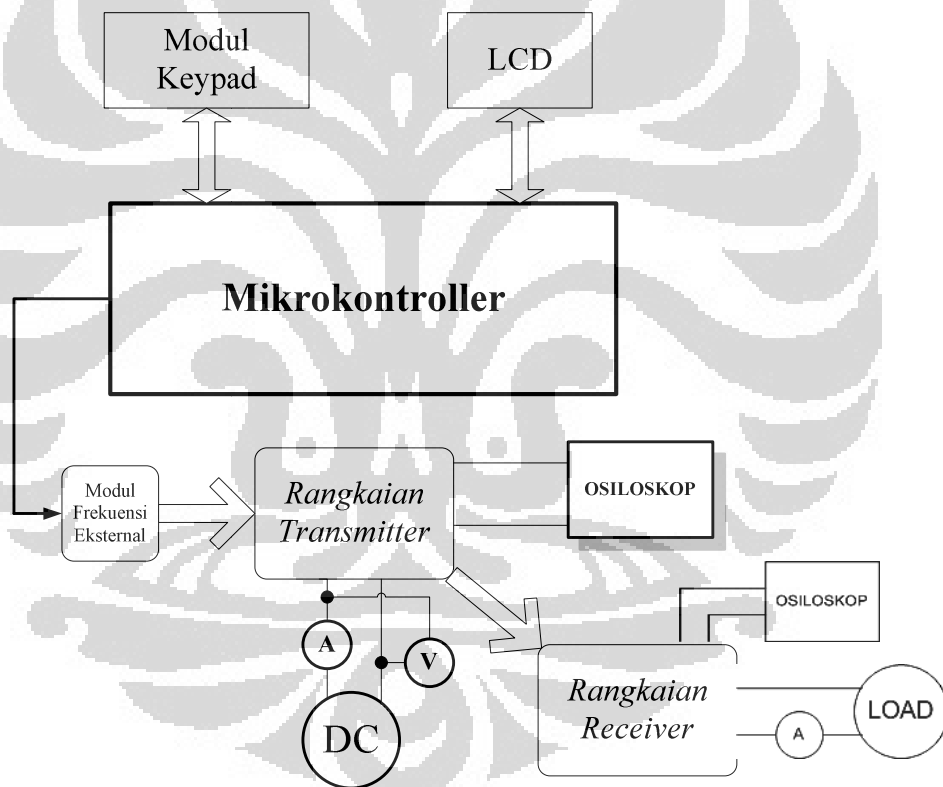 Modul
Keypad
LCD
Mikrokontroller
Modul
Frekuensi
Eksternal
Rangkaian
Transmitter
OSILOSKOP
OSILOSKOP
A
V
DC
Rangkaian
Receiver
A
LOAD